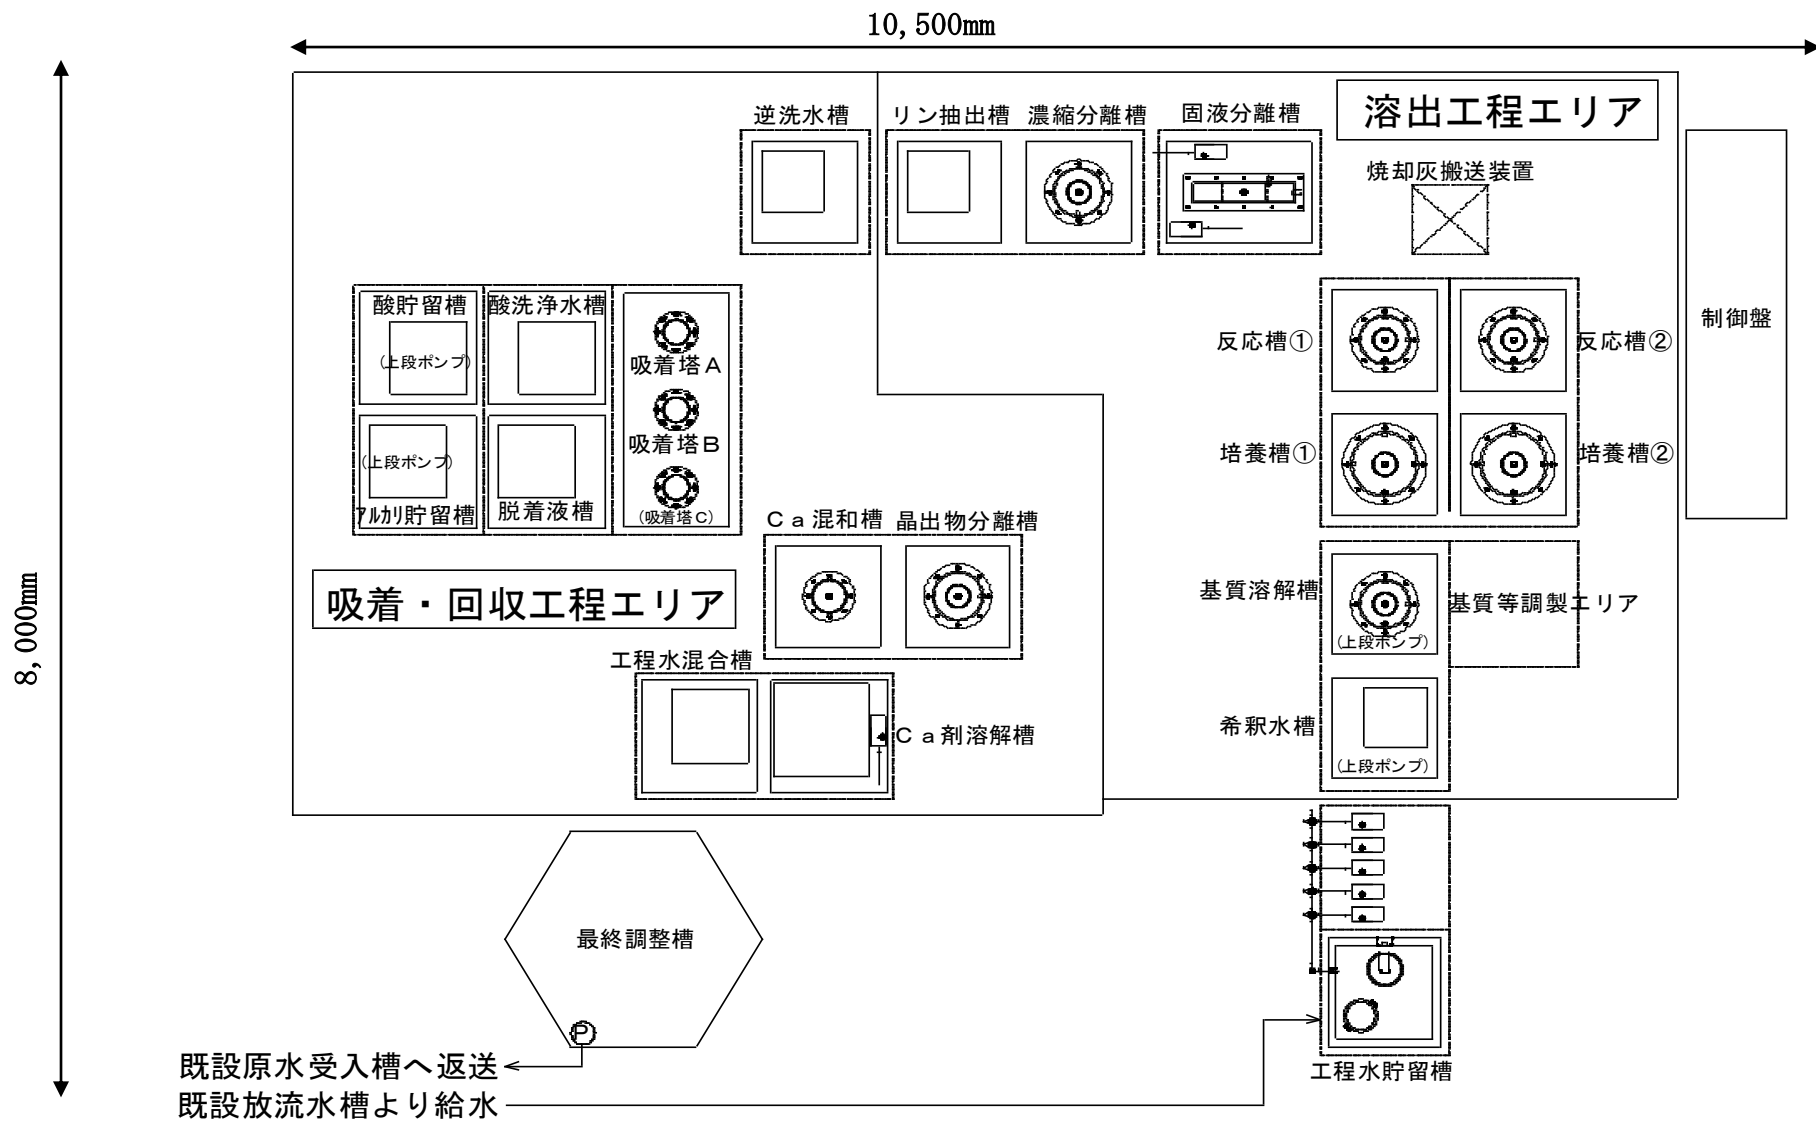 10,500mm
8,000mm
逆洗水槽
リン抽出槽
濃縮分離槽
固液分離槽
溶出工程エリア
焼却灰搬送装置
制御盤
酸貯留槽
(上段ポンプ)
酸洗浄水槽
吸着塔A
吸着塔B
(吸着塔C)
(上段ポンプ)
アルカリ貯留槽
脱着液槽
反応槽①
反応槽②
培養槽①
培養槽②
Ca混和槽
晶出物分離槽
吸着・回収工程エリア
基質溶解槽
(上段ポンプ)
基質等調製エリア
工程水混合槽
Ca剤溶解槽
希釈水槽
(上段ポンプ)
最終調整槽
P
既設原水受入槽へ返送
既設放流水槽より給水
工程水貯留槽